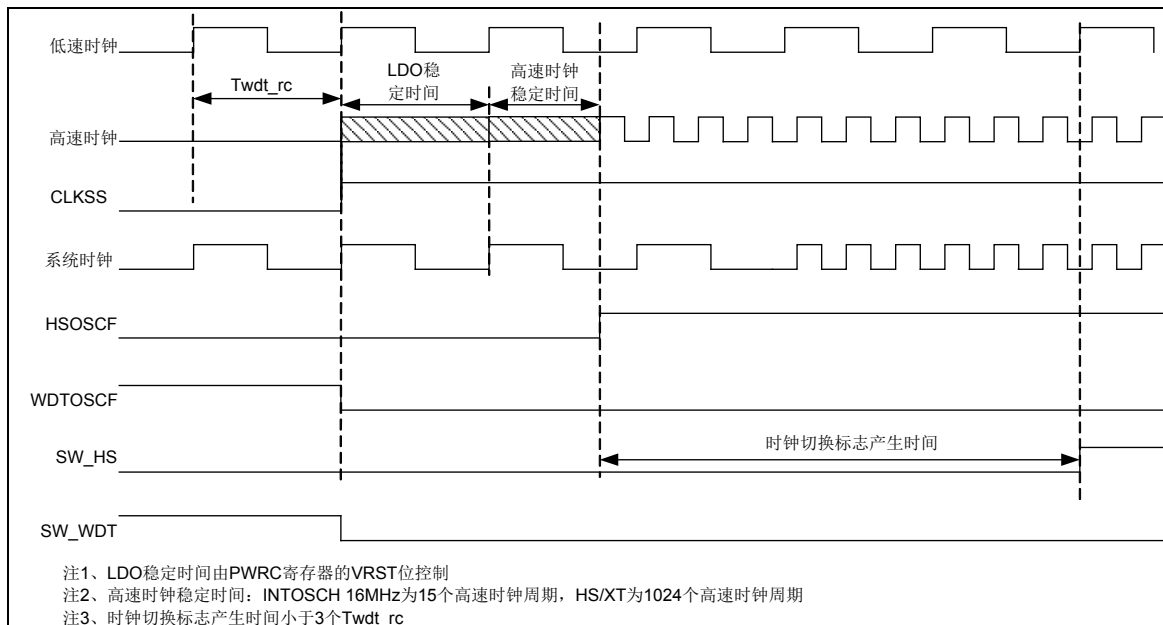 低速时钟
Twdt_rc
LDO稳
定时间
高速时钟
稳定时间
高速时钟
CLKSS
系统时钟
HSOSCF
WDTOSCF
时钟切换标志产生时间
SW_HS
SW_WDT
注1、LDO稳定时间由PWRC寄存器的VRST位控制
注2、高速时钟稳定时间：INTOSCH 16MHz为15个高速时钟周期，HS/XT为1024个高速时钟周期
注3、时钟切换标志产生时间小于3个Twdt_rc